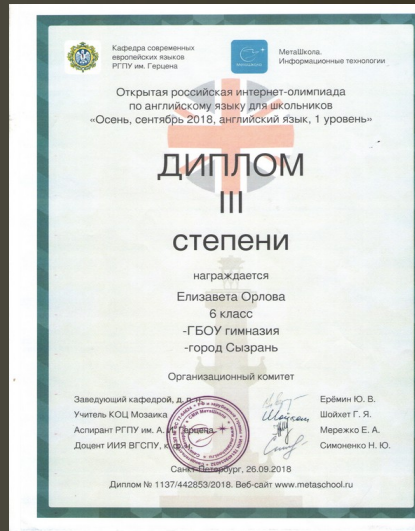 Кафедра современных
европейских языков
РГПУ им. Герцена
МетаШкола.
Информационные технологии
Открытая российская интернет-олимпиада
по английскому языку для школьников
«Осень, сентябрь 2018, английский язык, 1 уровень»
ДИПЛОМ
III
степени
награждается
Елизавета Орлова
6 класс
-ГБОУ гимназия
-город Сызрань
Организационный комитет
Заведующий кафедрой, д. п. н. Ерёмин Ю. В.
Учитель КОЦ Мозаика Шойхет Г. Я.
Аспирант РГПУ им. А. И. Герцена Мережко Е. А.
Доцент ИИЯ ВГСПУ, к. Симоненко Н. Ю.
Санкт-Петербург, 26.09.2018
Диплом № 1137/442853/2018. Веб-сайт www.metaschool.ru